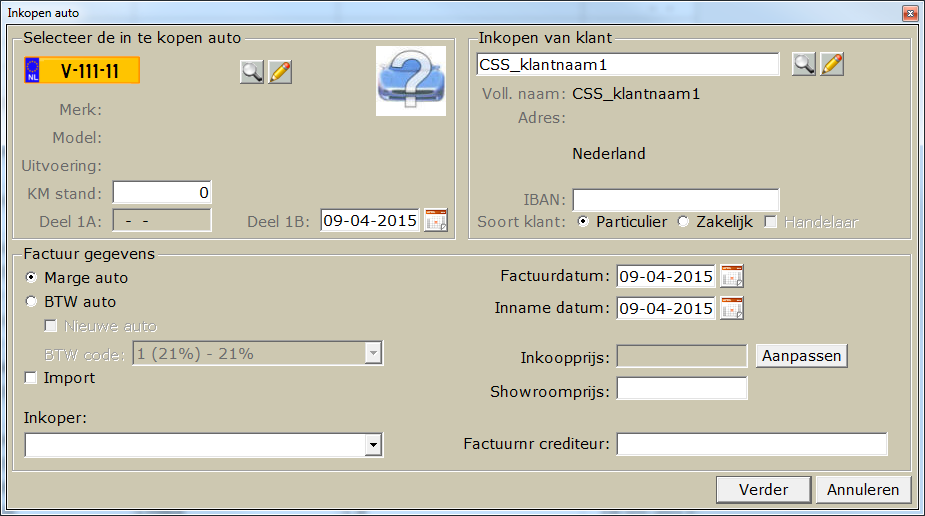 Inkopen auto
Selecteer de in te kopen auto
NL V-111-11
Merk:
Model:
Uitvoering:
KM stand: 0
Deel 1A: - - Deel 1B: 09-04-2015
Inkopen van klant
CSS_klantnaam1
Voll. naam: CSS_klantnaam1
Adres:
Nederland
IBAN:
Soort klant: Particulier Zakelijk Handelaar
Factuur gegevens
Marge auto
BTW auto
Nieuwe auto
BTW code: 1 (21%) - 21%
Import
Inkoper:
Factuurdatum: 09-04-2015
Inname datum: 09-04-2015
Inkoopprijs: Aanpassen
Showroomprijs:
Factuurnr crediteur:
Verder Annuleren